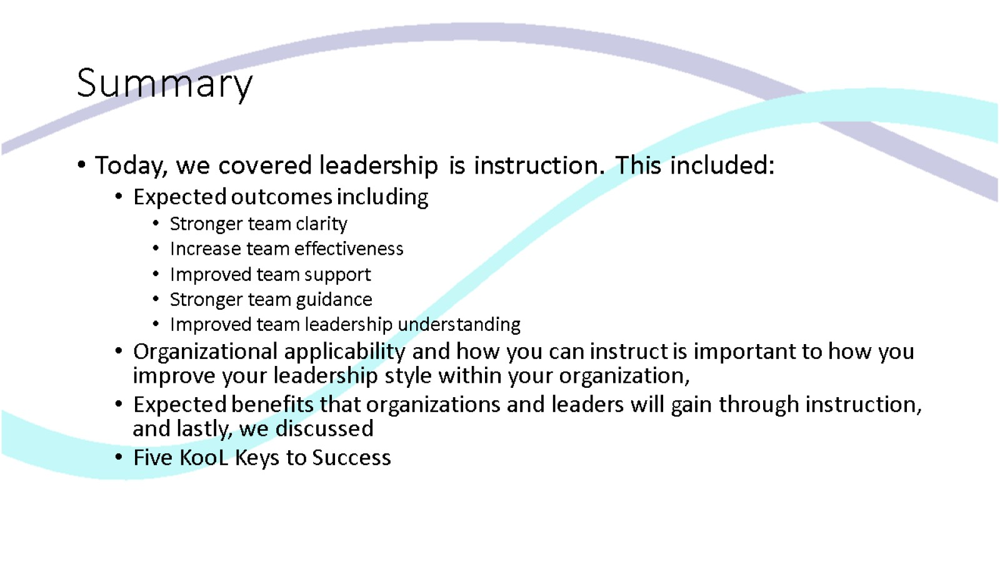 Summary
• Today, we covered leadership is instruction. This included:
• Expected outcomes including
• Stronger team clarity
• Increase team effectiveness
• Improved team support
• Stronger team guidance
• Improved team leadership understanding
• Organizational applicability and how you can instruct is important to how you
improve your leadership style within your organization,
• Expected benefits that organizations and leaders will gain through instruction,
and lastly, we discussed
• Five KooL Keys to Success